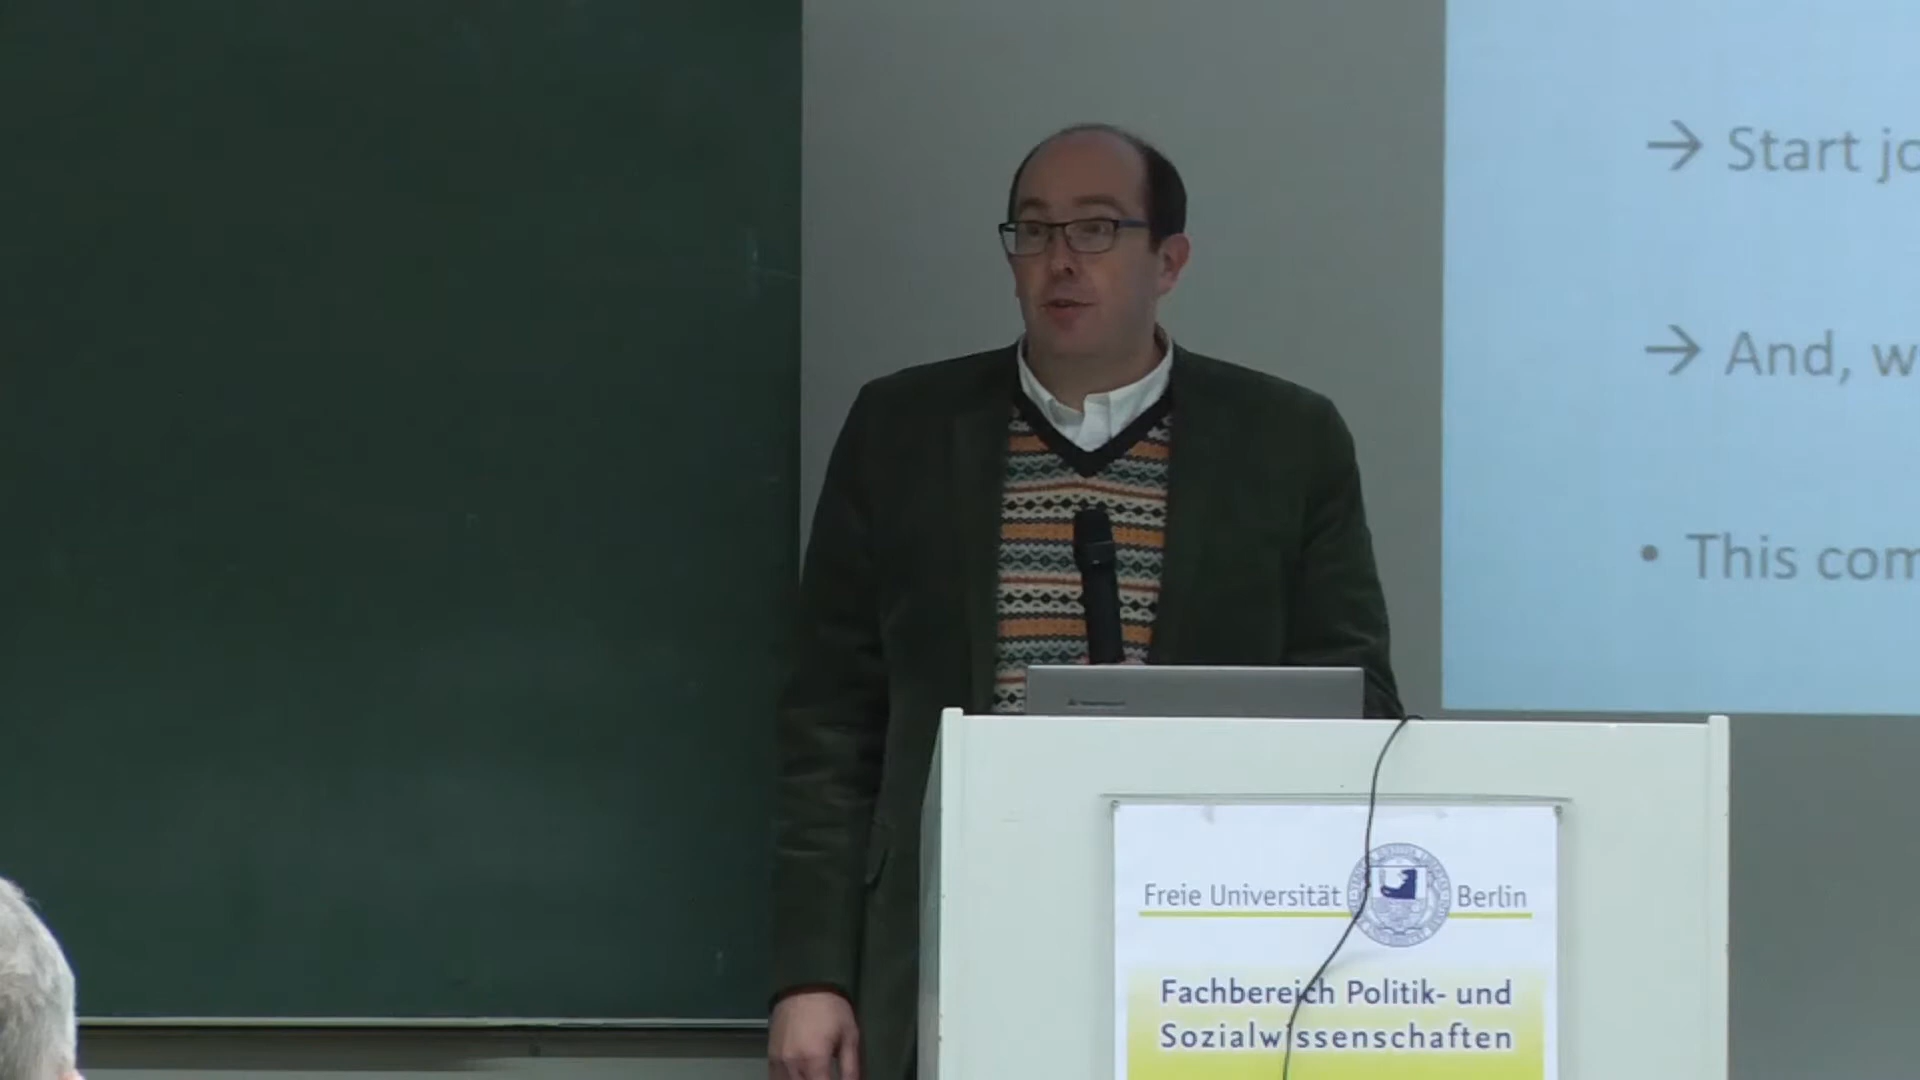 → Start jo
→ And, w
• This com
Freie Universität Berlin
Fachbereich Politik- und
Sozialwissenschaften